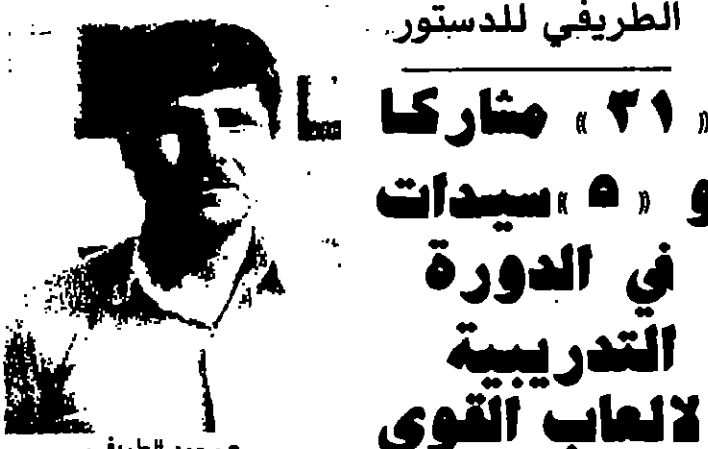 الطريفي للدستور
« ٣١ » مشاركا
و « ٥ » سيدات
في الدورة
التدريبية
لالعاب القوى